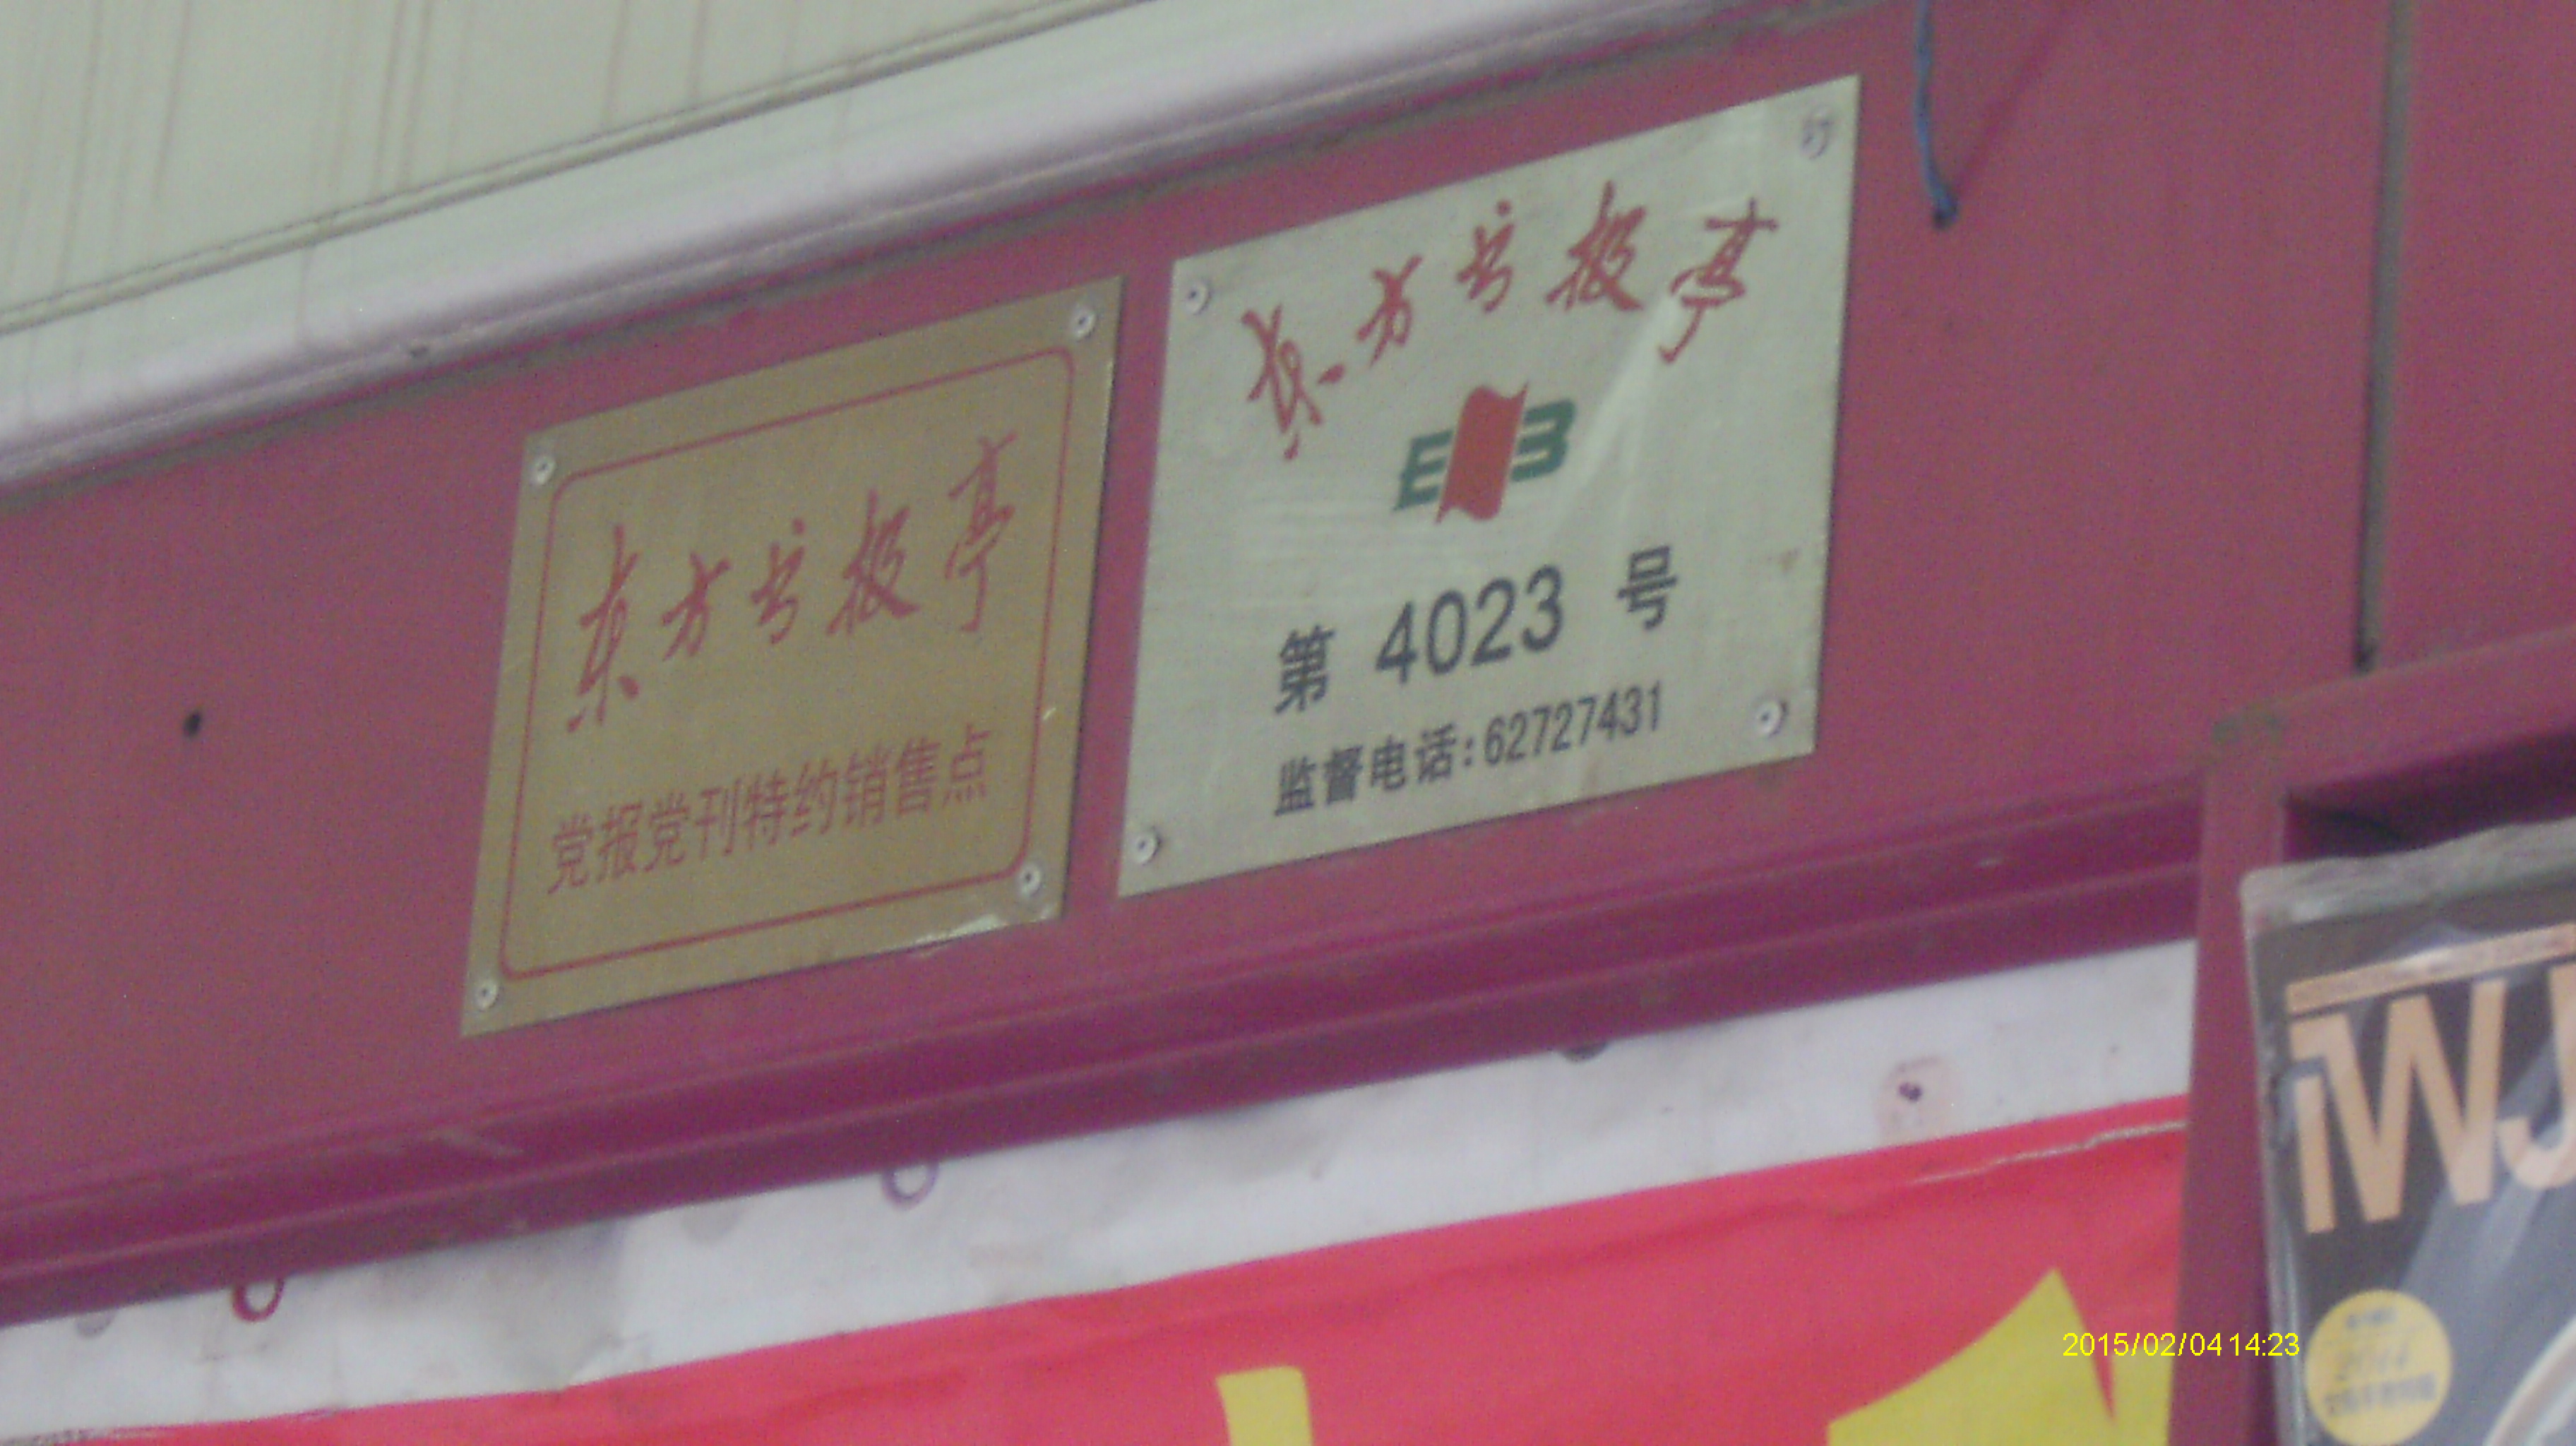 东方书报亭
党报党刊特约销售点
东方书报亭
EB
第 4023 号
监督电话:62727431
iWJ
2015/02/04 14:23